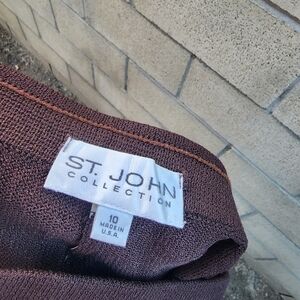 ST. JOHN
COLLECTION
10
MADE IN
U.S.A.